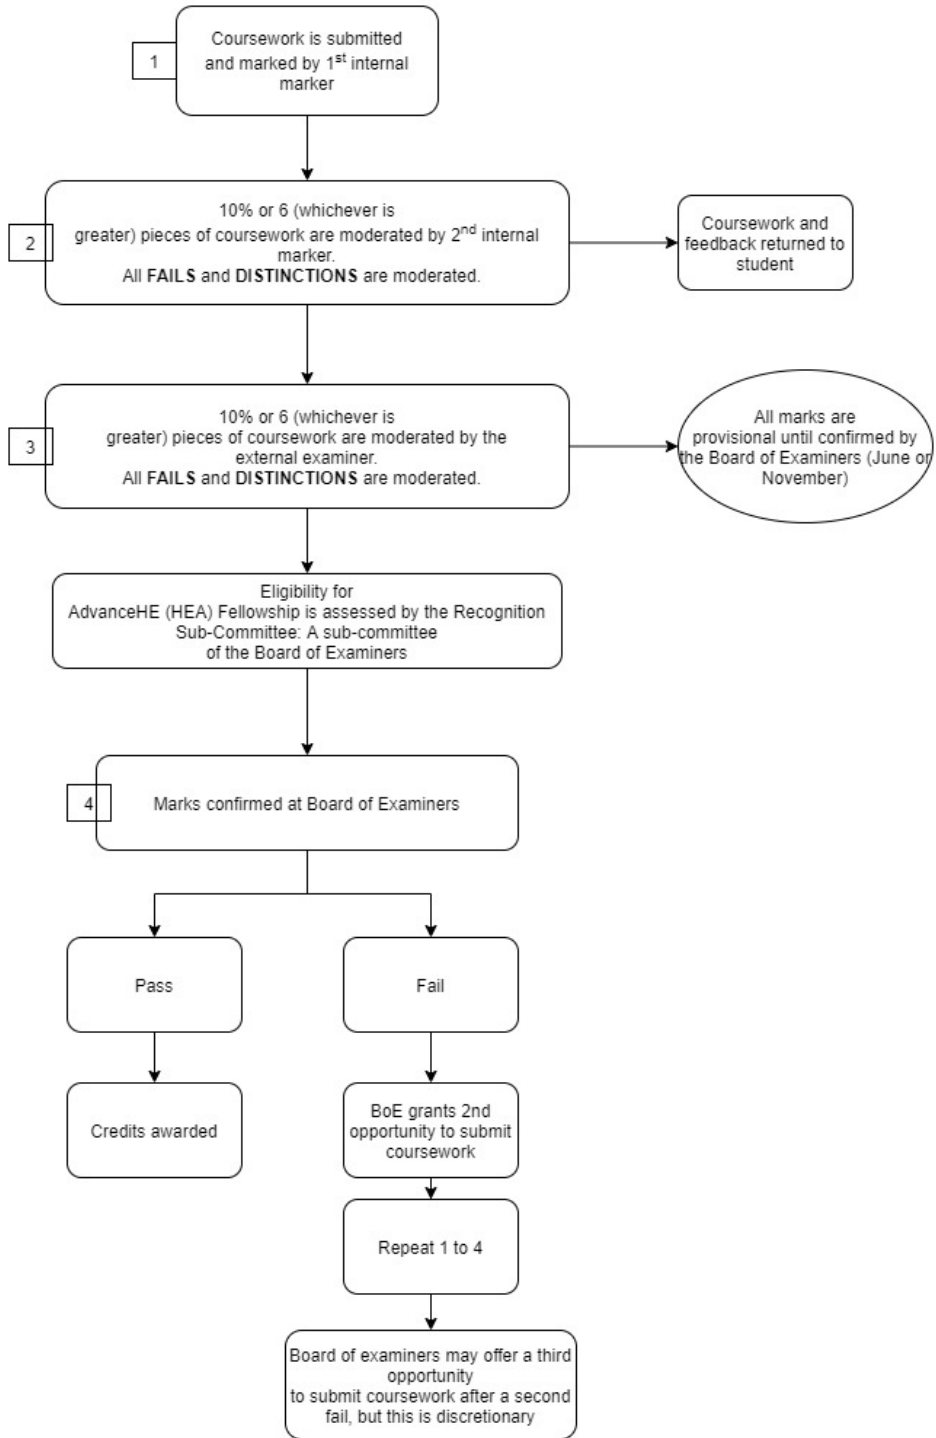 1
Coursework is submitted
and marked by 1st internal
marker
2
10% or 6 (whichever is
greater) pieces of coursework are moderated by 2nd internal
marker.
All FAILS and DISTINCTIONS are moderated.
Coursework and
feedback returned to
student
3
10% or 6 (whichever is
greater) pieces of coursework are moderated by the
external examiner.
All FAILS and DISTINCTIONS are moderated.
All marks are
provisional until confirmed by
the Board of Examiners (June or
November)
Eligibility for
AdvanceHE (HEA) Fellowship is assessed by the Recognition
Sub-Committee: A sub-committee
of the Board of Examiners
4
Marks confirmed at Board of Examiners
Pass
Fail
Credits awarded
BoE grants 2nd
opportunity to submit
coursework
Repeat 1 to 4
Board of examiners may offer a third
opportunity
to submit coursework after a second
fail, but this is discretionary